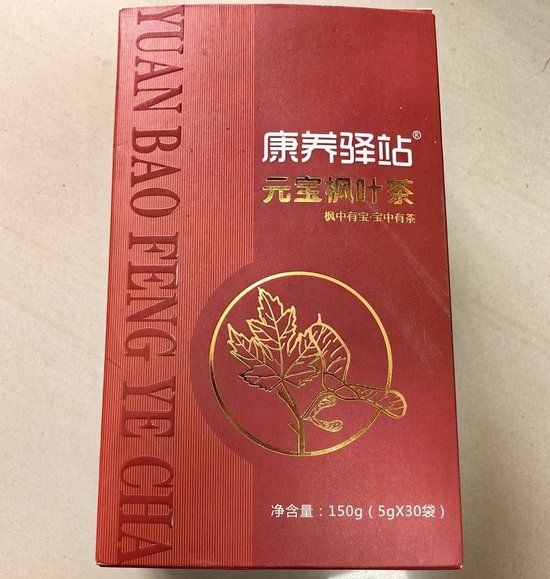 YUAN BAO FENG YE CHA
康养驿站®
元宝枫叶茶
枫中有宝·宝中有茶
净含量：150g（5gX30袋）